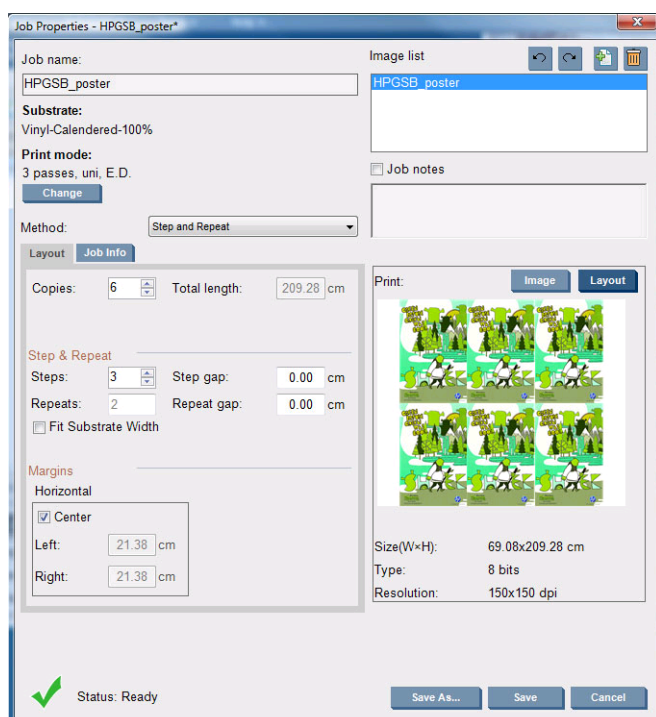 Job Properties - HPGSB_poster*
Job name:
HPGSB_poster
Substrate:
Vinyl-Calendered-100%
Print mode:
3 passes, uni, E.D.
Change
Method: Step and Repeat
Image list
HPGSB_poster
Job notes
Layout Job Info
Copies: 6 Total length: 209.28 cm
Step & Repeat
Steps: 3 Step gap: 0.00 cm
Repeats: 2 Repeat gap: 0.00 cm
Fit Substrate Width
Margins
Horizontal
Center
Left: 21.38 cm
Right: 21.38 cm
Print: Image Layout
Size(W×H): 69.08x209.28 cm
Type: 8 bits
Resolution: 150x150 dpi
Status: Ready
Save As... Save Cancel